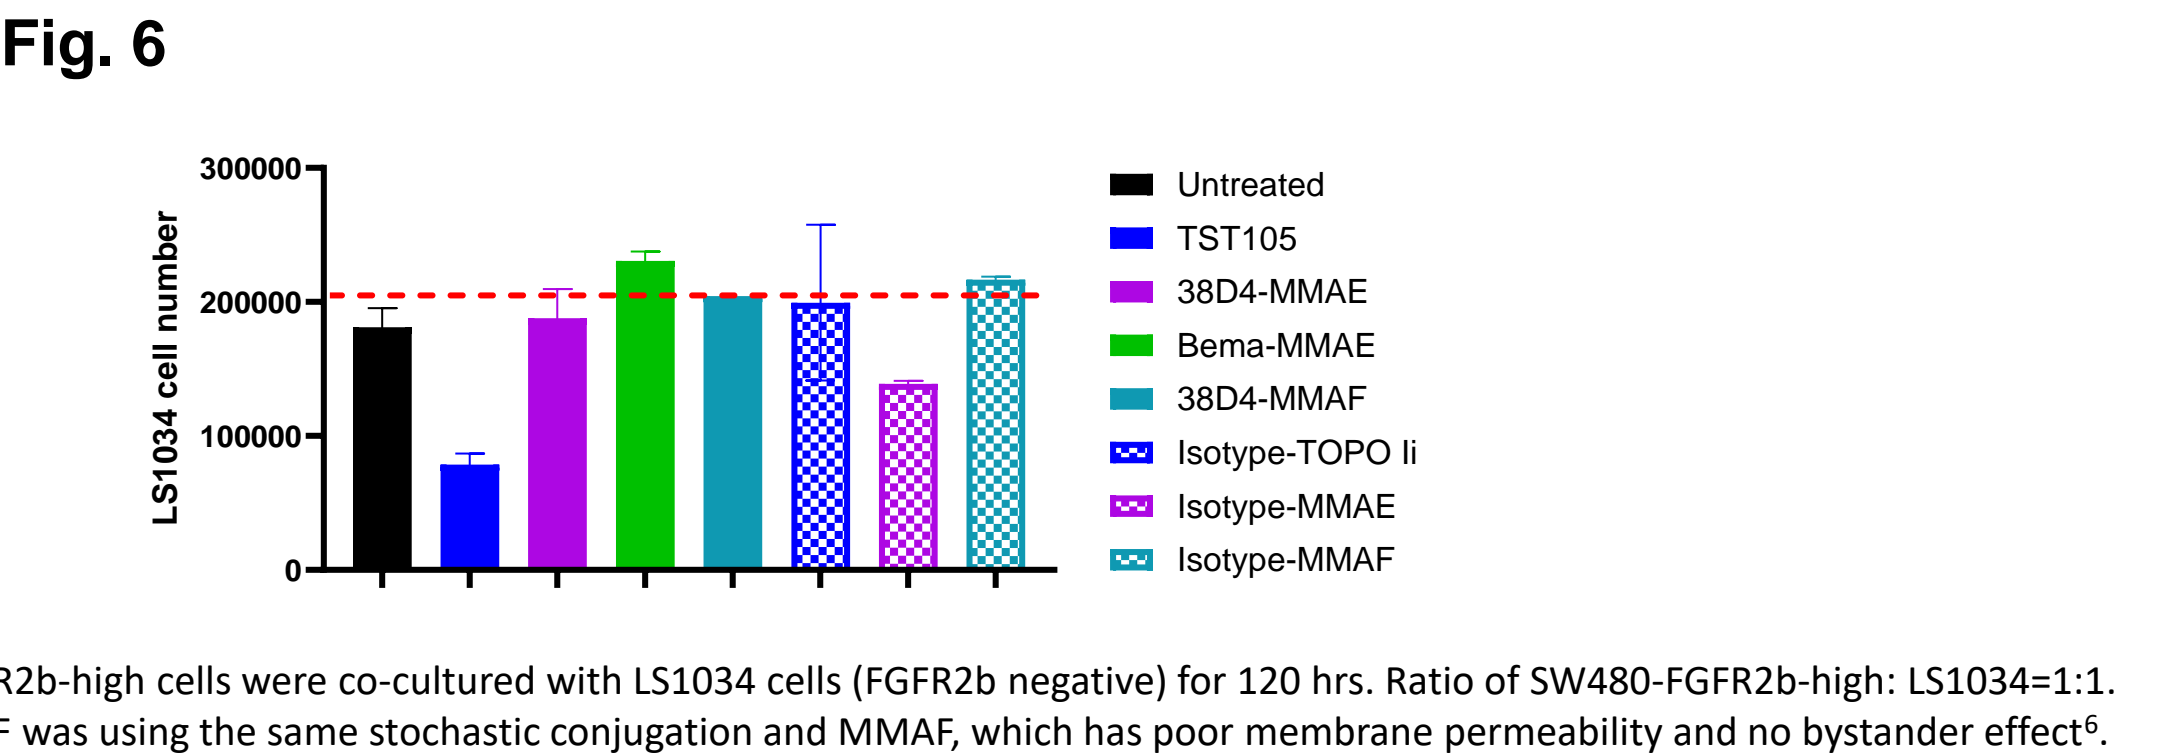 Fig. 6
300000
200000
100000
0
LS1034 cell number
Untreated
TST105
38D4-MMAE
Bema-MMAE
38D4-MMAF
Isotype-TOPO Ii
Isotype-MMAE
Isotype-MMAF
R2b-high cells were co-cultured with LS1034 cells (FGFR2b negative) for 120 hrs. Ratio of SW480-FGFR2b-high: LS1034=1:1.
F was using the same stochastic conjugation and MMAF, which has poor membrane permeability and no bystander effect⁶.